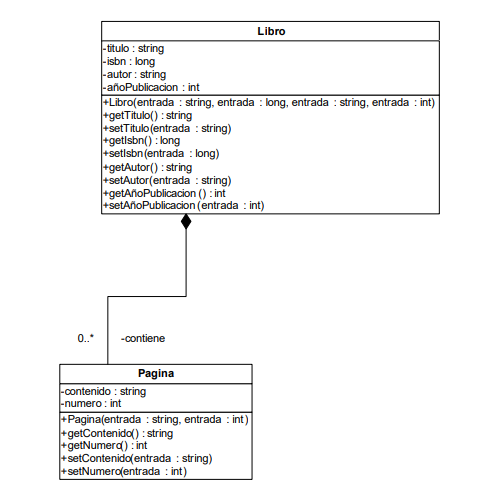 Libro
-titulo : string
-isbn : long
-autor : string
-añoPublicacion : int
+Libro(entrada : string, entrada : long, entrada : string, entrada : int)
+getTitulo() : string
+setTitulo(entrada : string)
+getIsbn() : long
+setIsbn(entrada : long)
+getAutor() : string
+setAutor(entrada : string)
+getAñoPublicacion() : int
+setAñoPublicacion(entrada : int)
0..* -contiene
Pagina
-contenido : string
-numero : int
+Pagina(entrada : string, entrada : int)
+getContenido() : string
+getNumero() : int
+setContenido(entrada : string)
+setNumero(entrada : int)